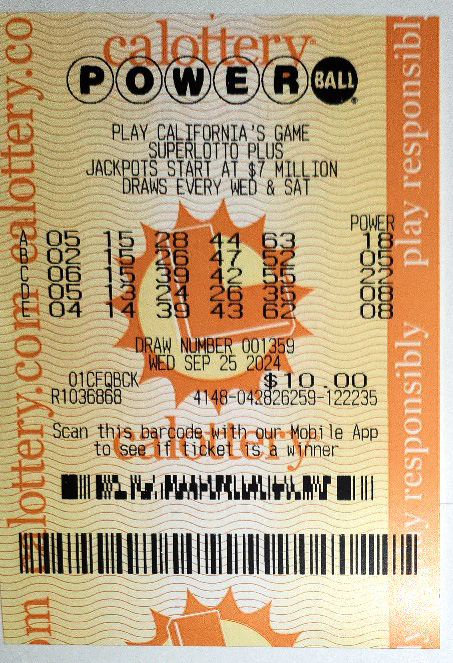 calottery
POWERBALL
PLAY CALIFORNIA'S GAME
SUPERLOTTO PLUS
JACKPOTS START AT $7 MILLION
DRAWS EVERY WED & SAT
POWER
A 05 15 28 44 63 18
B 02 15 26 47 52 05
C 06 15 39 42 55 22
D 05 13 24 26 35 08
E 04 14 39 43 62 08
DRAW NUMBER 001359
WED SEP 25 2024
01CFQBCK $10.00
R1036868 4148-042826259-122235
Scan this barcode with our Mobile App
to see if ticket is a winner
calottery
calottery.com calottery.co
play responsibly
play responsibl